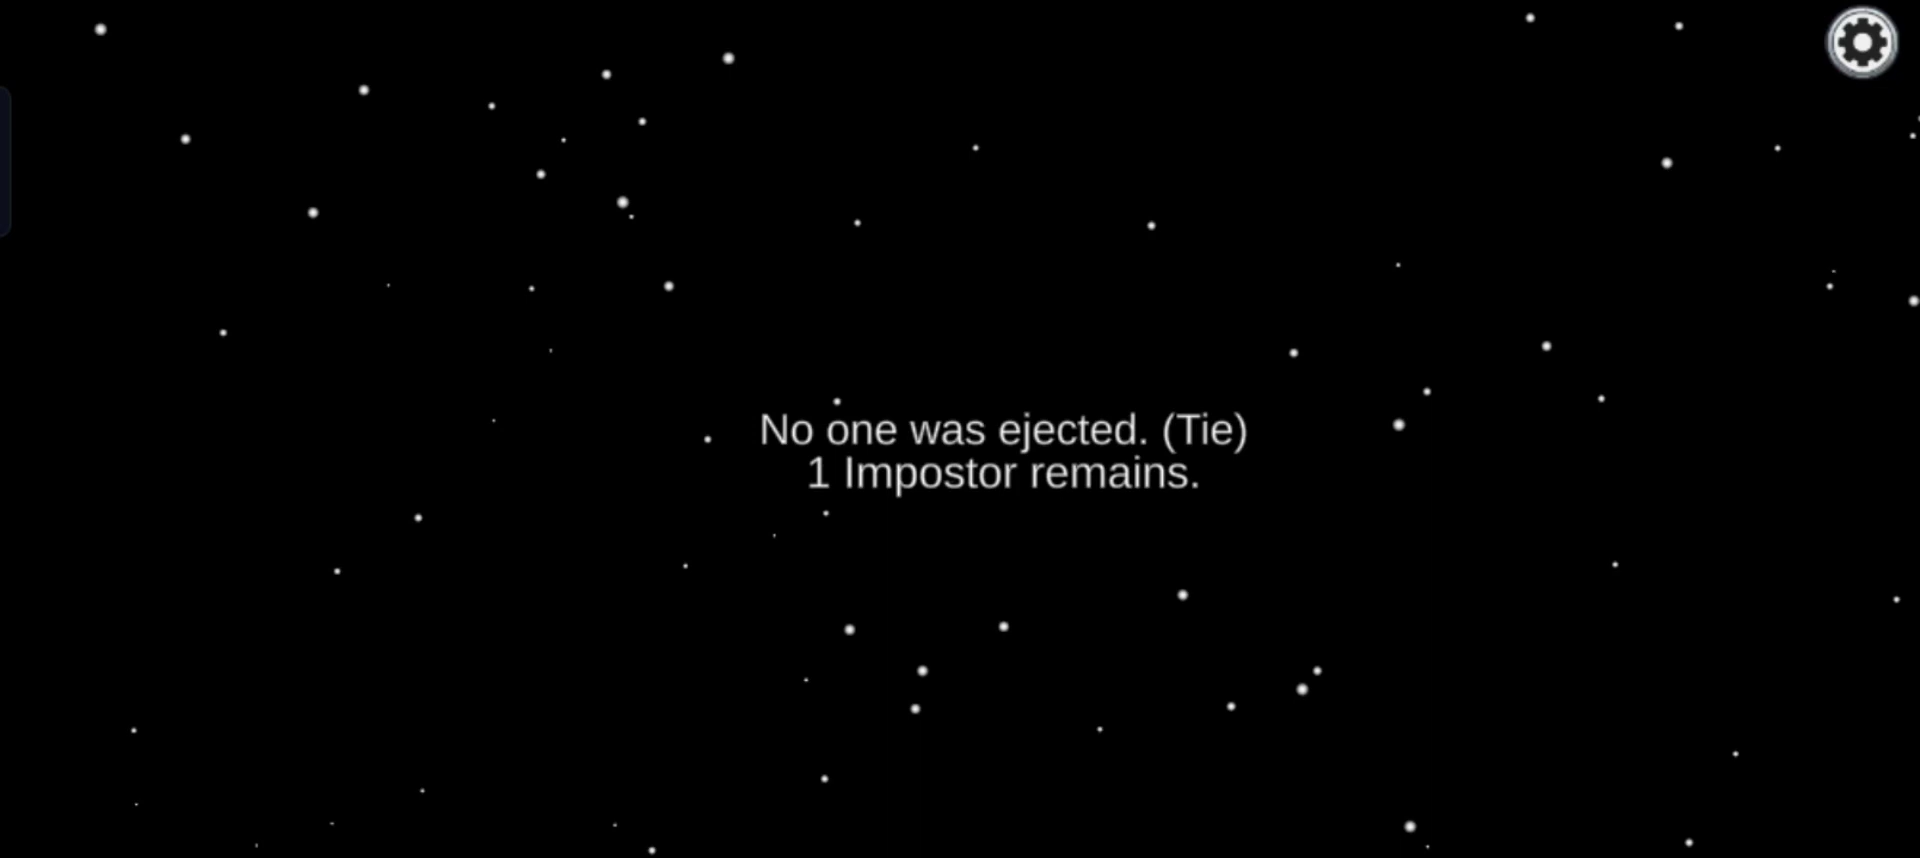 No one was ejected. (Tie)
1 Impostor remains.